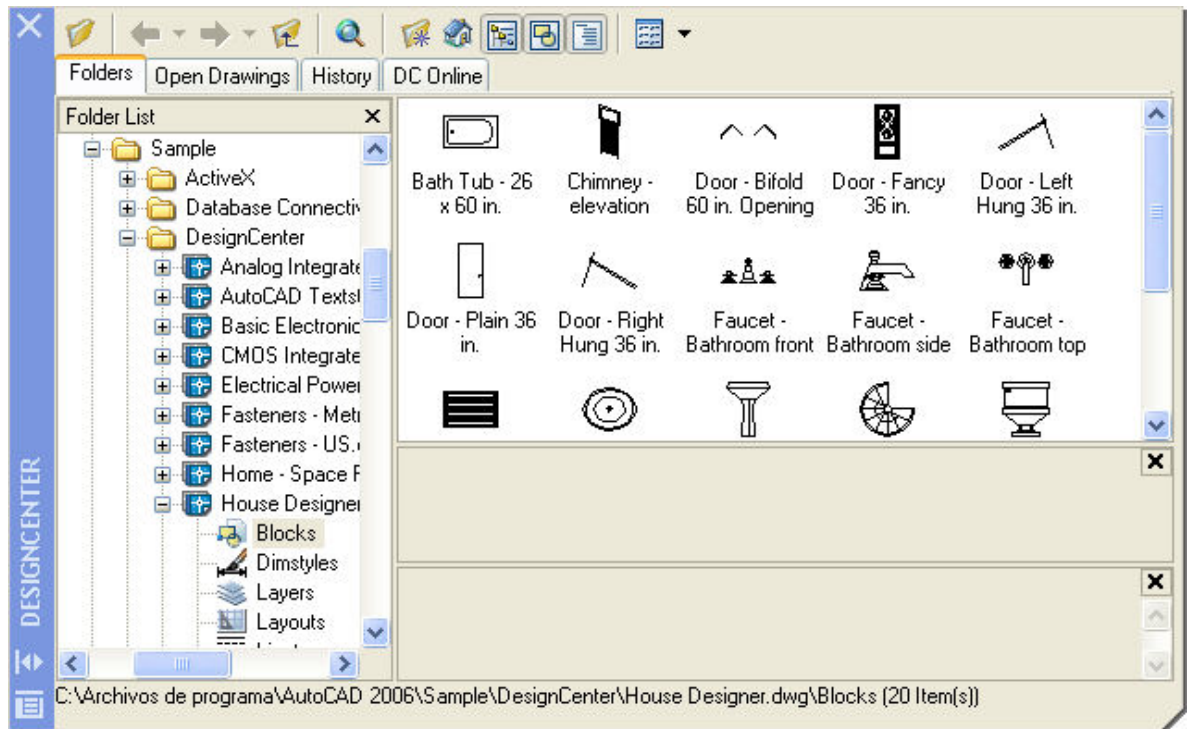 Folders
Open Drawings
History
DC Online
Folder List
Sample
ActiveX
Database Connectiv
DesignCenter
Analog Integrate
AutoCAD Textst
Basic Electronic
CMOS Integrate
Electrical Power
Fasteners - Metr
Fasteners - US.
Home - Space P
House Designer
Blocks
Dimstyles
Layers
Layouts
Bath Tub - 26
x 60 in.
Chimney -
elevation
Door - Bifold
60 in. Opening
Door - Fancy
36 in.
Door - Left
Hung 36 in.
Door - Plain 36
in.
Door - Right
Hung 36 in.
Faucet -
Bathroom front
Faucet -
Bathroom side
Faucet -
Bathroom top
DESIGNCENTER
C:\Archivos de programa\AutoCAD 2006\Sample\DesignCenter\House Designer.dwg\Blocks (20 Item(s))